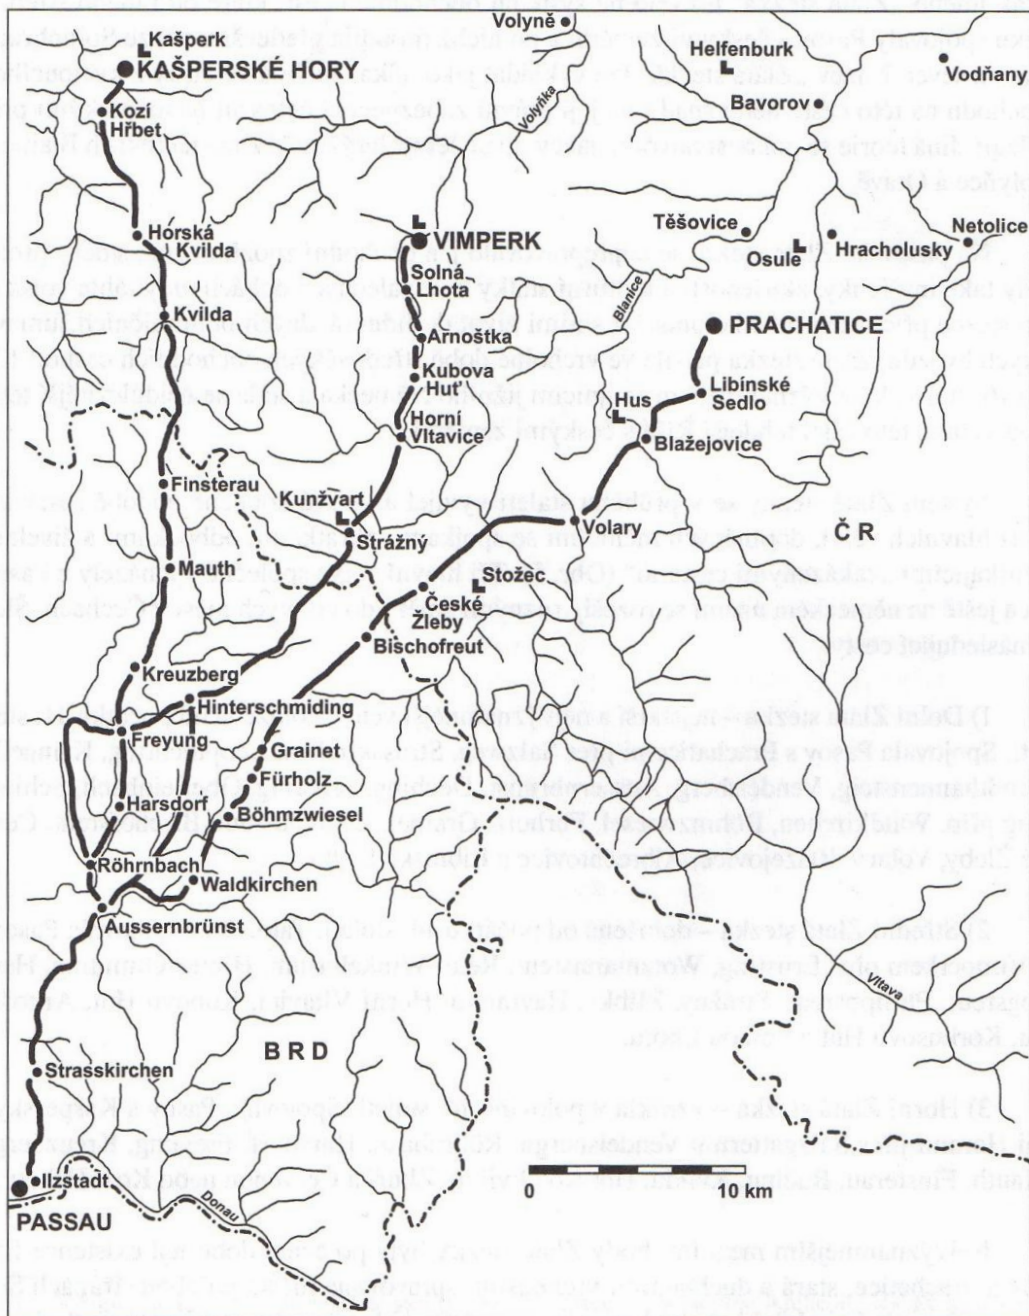 Volyně
Kašperk
KAŠPERSKÉ HORY
Helfenburk
Vodňany
Kozí
Hřbet
Volyňka
Bavorov
Hórská
Kvilda
VIMPERK
Těšovice
Netolice
Osule
Hracholusky
Solná
Lhota
Blanice
Kvilda
Arnoštka
PRACHATICE
Kubova
Huť
Libínské
Sedlo
Hus
Horní
Vltavice
Blažejovice
Finsterau
Kunžvart
Volary
ČR
Strážný
Mauth
Stožec
České
Žleby
Bischofreut
Kreuzberg
Hinterschmiding
Freyung
Grainet
Fürholz
Harsdorf
Böhmzwiesel
Röhrnbach
Waldkirchen
Aussernbrünst
Vltava
BRD
Strasskirchen
Ilzstadt
0 10 km
PASSAU
Donau